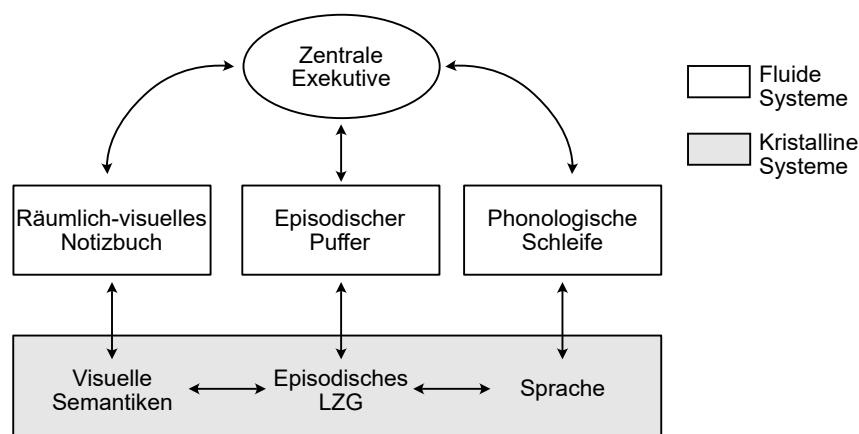 Zentrale
Exekutive
Fluide
Systeme
Kristalline
Systeme
Räumlich-visuelles
Notizbuch
Episodischer
Puffer
Phonologische
Schleife
Visuelle
Semantiken
Episodisches
LZG
Sprache